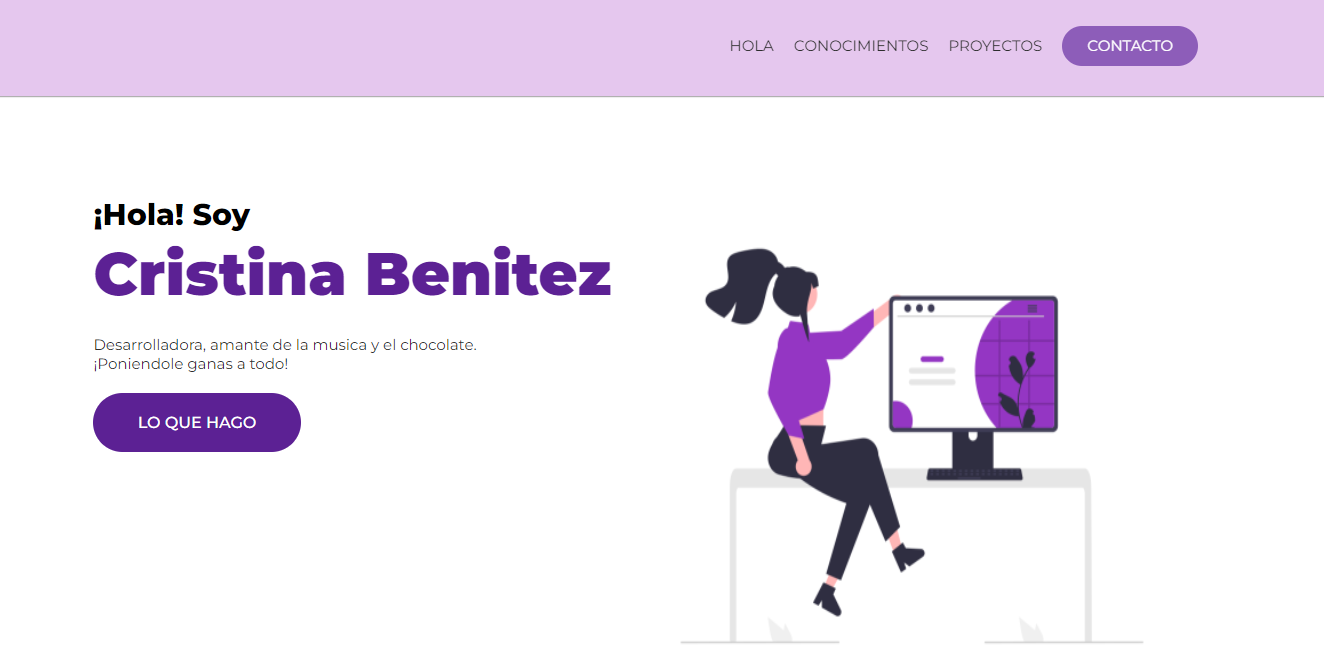 HOLA CONOCIMIENTOS PROYECTOS CONTACTO
¡Hola! Soy
Cristina Benitez
Desarrolladora, amante de la musica y el chocolate.
¡Poniendole ganas a todo!
LO QUE HAGO